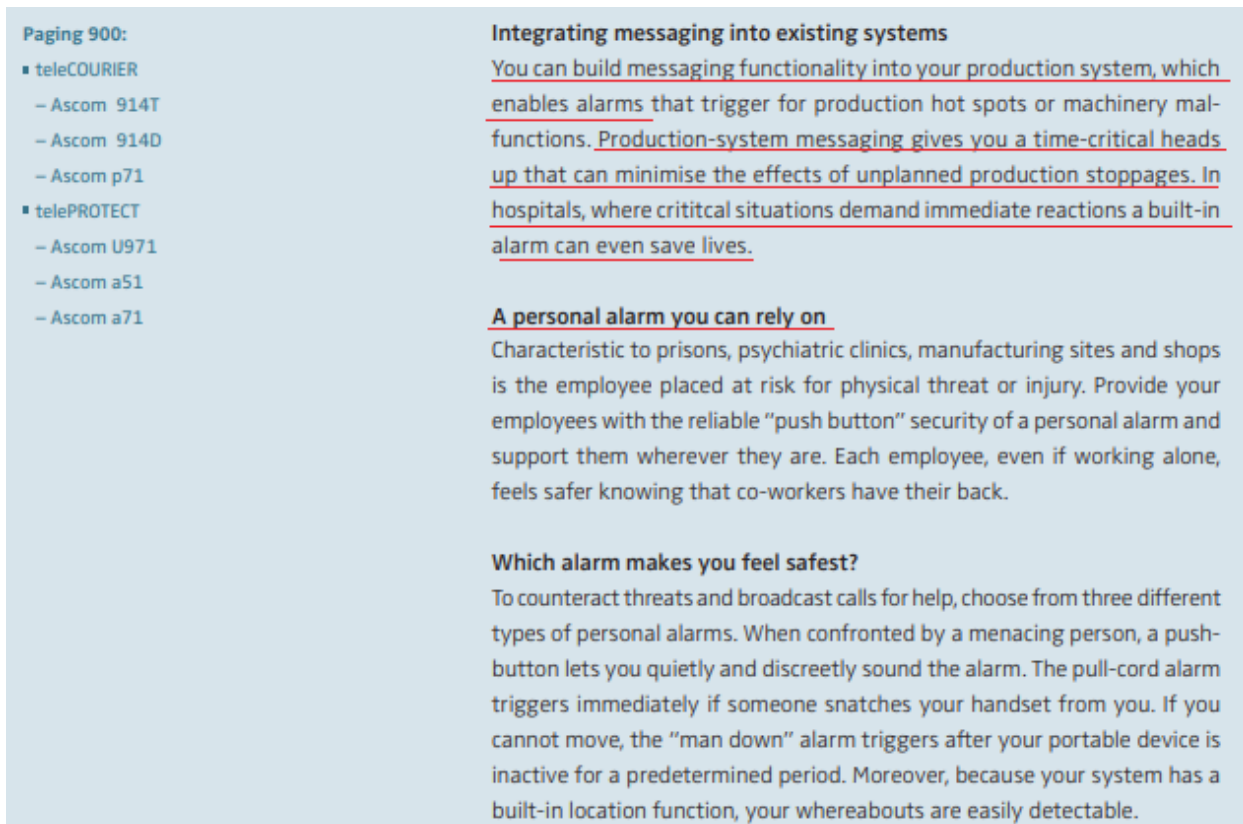 Paging 900:
▪ teleCOURIER
– Ascom 914T
– Ascom 914D
– Ascom p71
▪ telePROTECT
– Ascom U971
– Ascom a51
– Ascom a71
Integrating messaging into existing systems
You can build messaging functionality into your production system, which
enables alarms that trigger for production hot spots or machinery mal-
functions. Production-system messaging gives you a time-critical heads
up that can minimise the effects of unplanned production stoppages. In
hospitals, where crititcal situations demand immediate reactions a built-in
alarm can even save lives.
A personal alarm you can rely on
Characteristic to prisons, psychiatric clinics, manufacturing sites and shops
is the employee placed at risk for physical threat or injury. Provide your
employees with the reliable “push button” security of a personal alarm and
support them wherever they are. Each employee, even if working alone,
feels safer knowing that co-workers have their back.
Which alarm makes you feel safest?
To counteract threats and broadcast calls for help, choose from three different
types of personal alarms. When confronted by a menacing person, a push-
button lets you quietly and discreetly sound the alarm. The pull-cord alarm
triggers immediately if someone snatches your handset from you. If you
cannot move, the “man down” alarm triggers after your portable device is
inactive for a predetermined period. Moreover, because your system has a
built-in location function, your whereabouts are easily detectable.